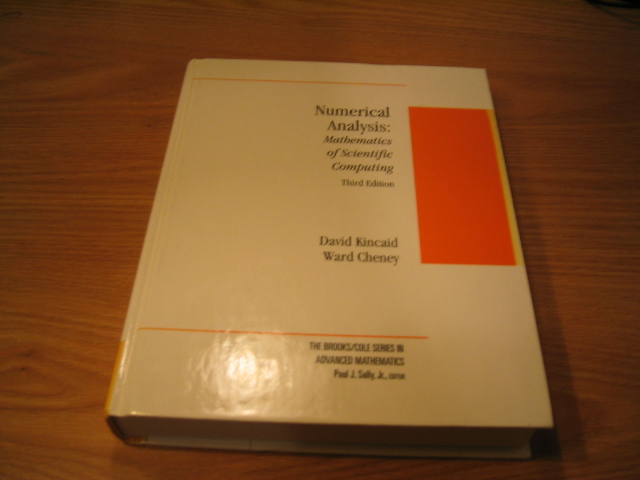 Numerical
Analysis:
Mathematics
of Scientific
Computing
Third Edition
David Kincaid
Ward Cheney
THE BROOKS/COLE SERIES IN
ADVANCED MATHEMATICS
Paul J. Sally, Jr., EDITOR